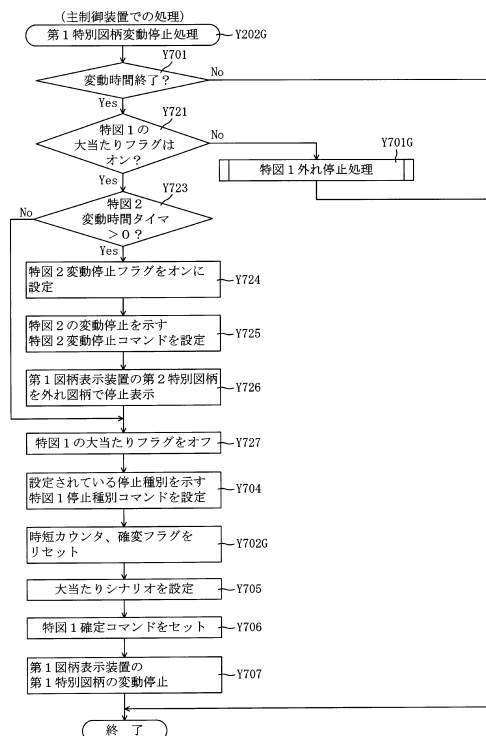 (主制御装置での処理)
第1特別図柄変動停止処理
Y202G
Y701
変動時間終了？
No
Yes
Y721
特図1の
大当たりフラグは
オン？
No
Y701G
特図1外れ停止処理
Yes
Y723
特図2
変動時間タイマ
＞0？
No
Yes
特図2変動停止フラグをオンに
設定
Y724
特図2の変動停止を示す
特図2変動停止コマンドを設定
Y725
第1図柄表示装置の第2特別図柄
を外れ図柄で停止表示
Y726
特図1の大当たりフラグをオフ
Y727
設定されている停止種別を示す
特図1停止種別コマンドを設定
Y704
時短カウンタ、確変フラグを
リセット
Y702G
大当たりシナリオを設定
Y705
特図1確定コマンドをセット
Y706
第1図柄表示装置の
第1特別図柄の変動停止
Y707
終 了